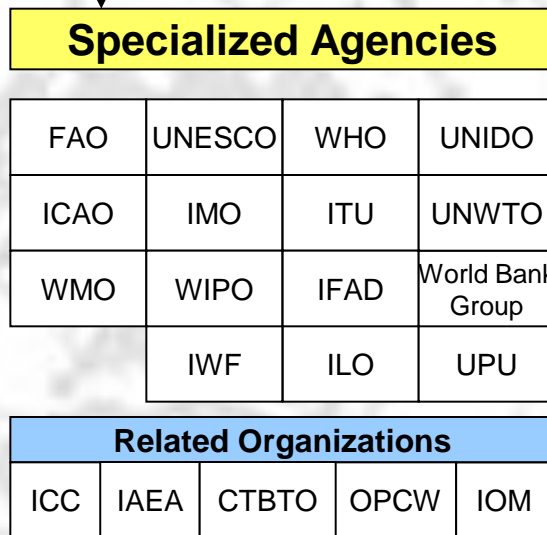 Specialized Agencies
FAO UNESCO WHO UNIDO
ICAO IMO ITU UNWTO
WMO WIPO IFAD World Bank Group
IWF ILO UPU
Related Organizations
ICC IAEA CTBTO OPCW IOM